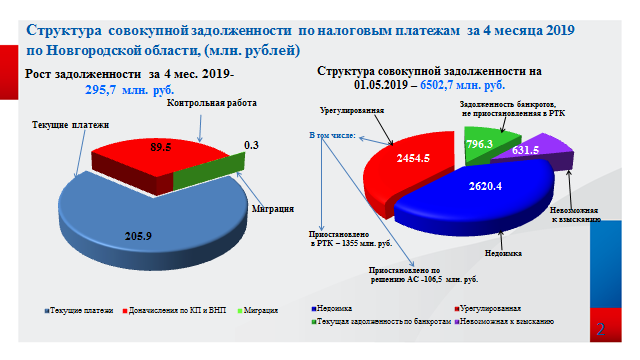 Структура совокупной задолженности по налоговым платежам за 4 месяца 2019
по Новгородской области, (млн. рублей)
Рост задолженности за 4 мес. 2019-
295,7 млн. руб.
Контрольная работа
Текущие платежи
89.5
0.3
Миграция
205.9
Текущие платежи
Доначисления по КП и ВНП
Миграция
Структура совокупной задолженности на
01.05.2019 – 6502,7 млн. руб.
Урегулированная
Задолженность банкротов,
не приостановленная в РТК
В том числе:
796.3
631.5
2454.5
2620.4
Невозможная
к взысканию
Приостановлено
в РТК – 1355 млн. руб.
Недоимка
Приостановлено по
решению АС -106,5 млн. руб.
Недоимка
Урегулированная
Текущая задолженность по банкротам
Невозможная к взысканию
2